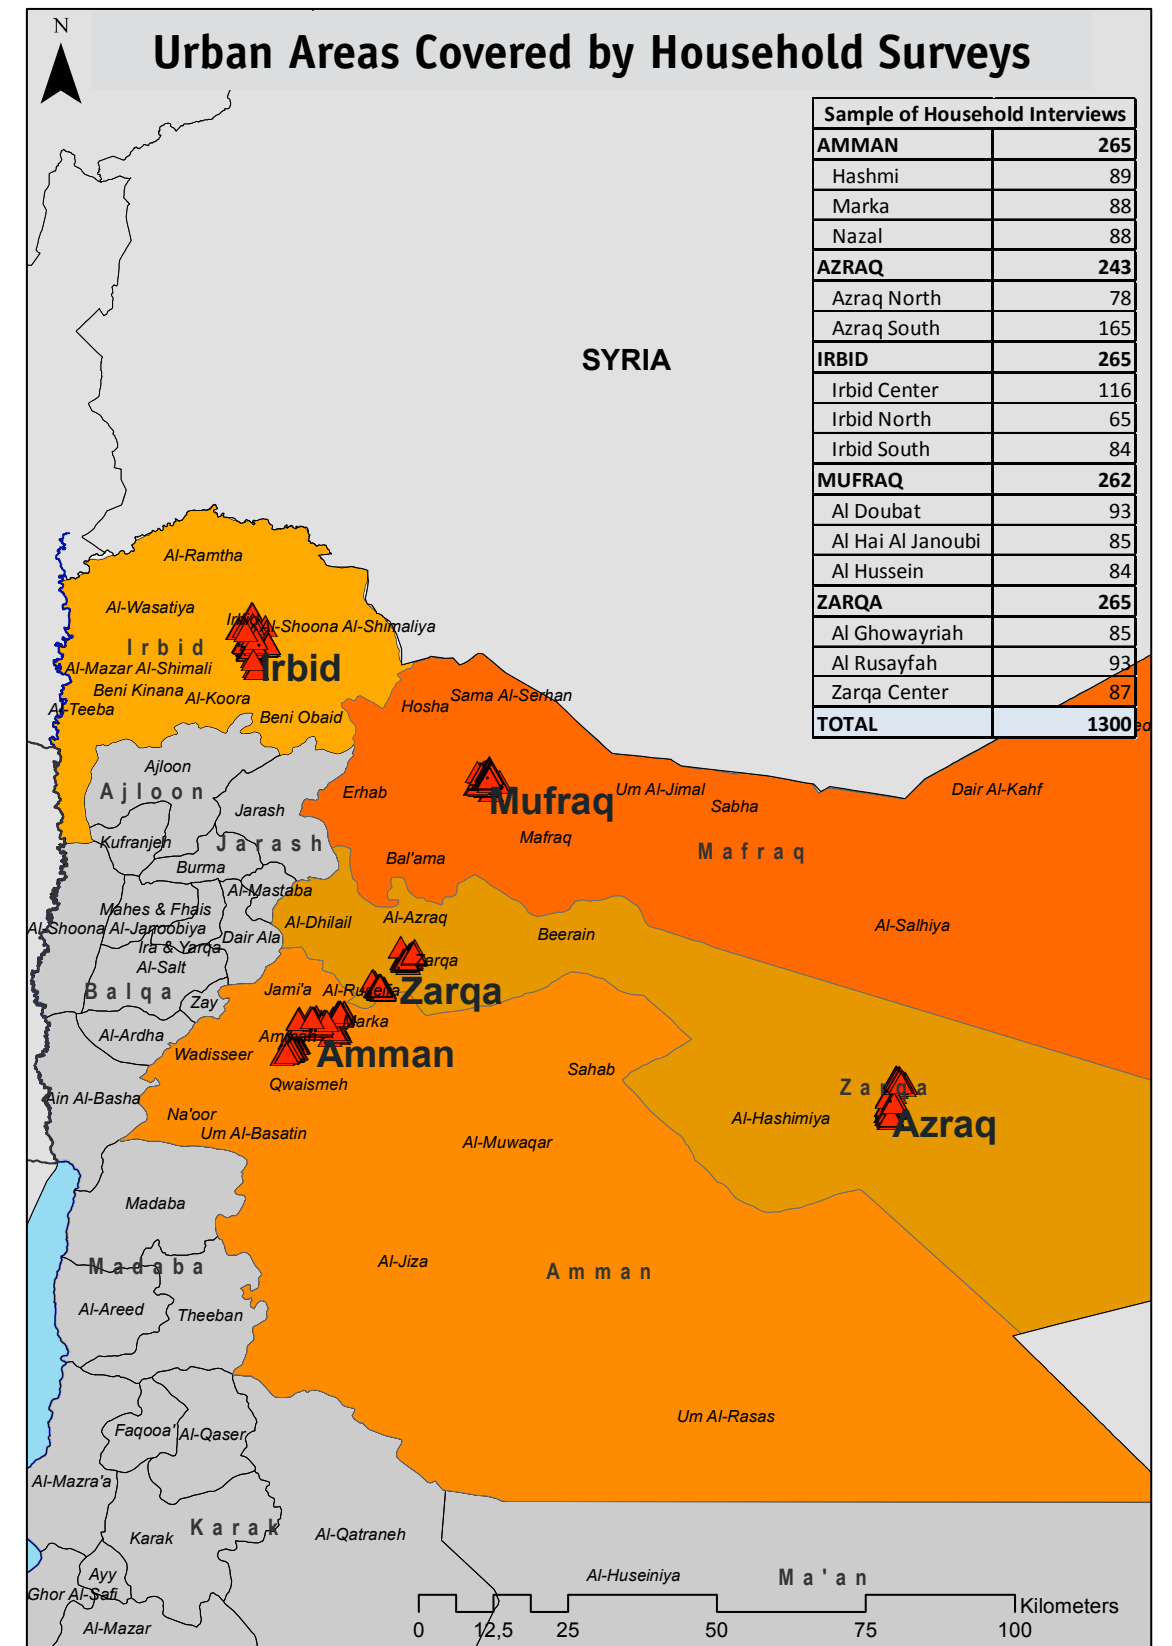 N
Urban Areas Covered by Household Surveys
Sample of Household Interviews
AMMAN 265
Hashmi 89
Marka 88
Nazal 88
AZRAQ 243
Azraq North 78
Azraq South 165
IRBID 265
Irbid Center 116
Irbid North 65
Irbid South 84
MUFRAQ 262
Al Doubat 93
Al Hai Al Janoubi 85
Al Hussein 84
ZARQA 265
Al Ghowayriah 85
Al Rusayfah 93
Zarqa Center 87
TOTAL 1300
SYRIA
Al-Ramtha
Al-Wasatiya
Irbid
Al-Shoona Al-Shimaliya
Irbid
Al-Mazar Al-Shimali
Irbid
Beni Kinana
Al-Koora
Al-Teeba
Beni Obaid
Hosha
Sama Al-Serhan
Ajloon
Ajloon
Jarash
Erhab
Mufraq
Um Al-Jimal
Sabha
Dair Al-Kahf
Kufranjeh
Jarash
Mafraq
Mafraq
Burma
Bal'ama
Al-Mastaba
Mahes & Fhais
Al-Dhilail
Al-Azraq
Al-Salhiya
Al-Shoona Al-Janoobiya
Dair Ala
Beerain
Ira & Yarqa
Al-Salt
Zarqa
Balqa
Zay
Jami'a
Al-Ruseifa
Zarqa
Al-Ardha
Amman
Marka
Wadisseer
Amman
Qwaismeh
Sahab
Zarqa
Ain Al-Basha
Na'oor
Al-Hashimiya
Azraq
Um Al-Basatin
Al-Muwaqar
Madaba
Madaba
Al-Jiza
Amman
Al-Areed
Theeban
Um Al-Rasas
Faqooa'
Al-Qaser
Al-Mazra'a
Karak
Karak
Al-Qatraneh
Ayy
Al-Huseiniya
Ma'an
Ghor Al-Safi
Al-Mazar
Kilometers
0 12,5 25 50 75 100